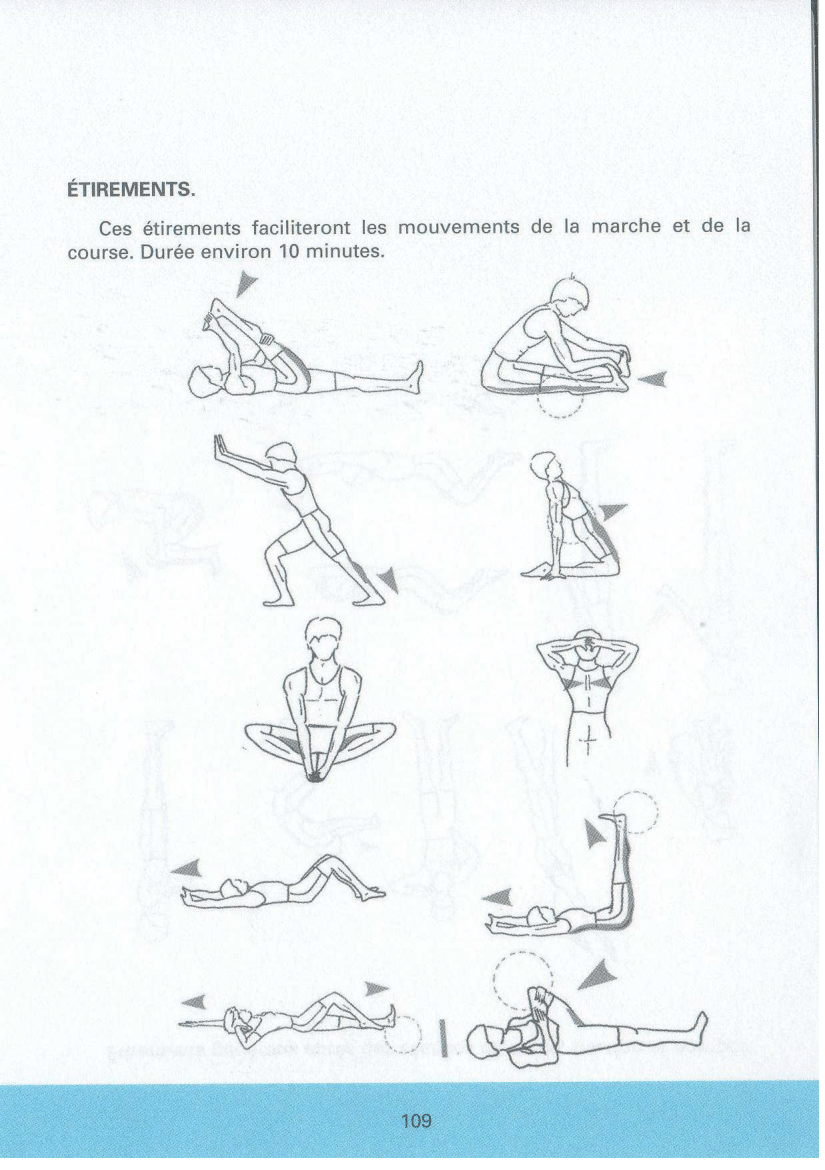 ÉTIREMENTS.
Ces étirements faciliteront les mouvements de la marche et de la
course. Durée environ 10 minutes.
109